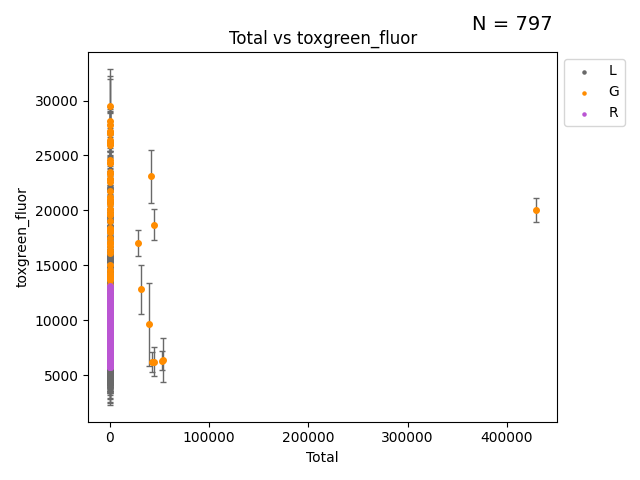 N = 797
Total vs toxgreen_fluor
L
G
R
30000
25000
20000
15000
10000
5000
toxgreen_fluor
0
100000
200000
300000
400000
Total